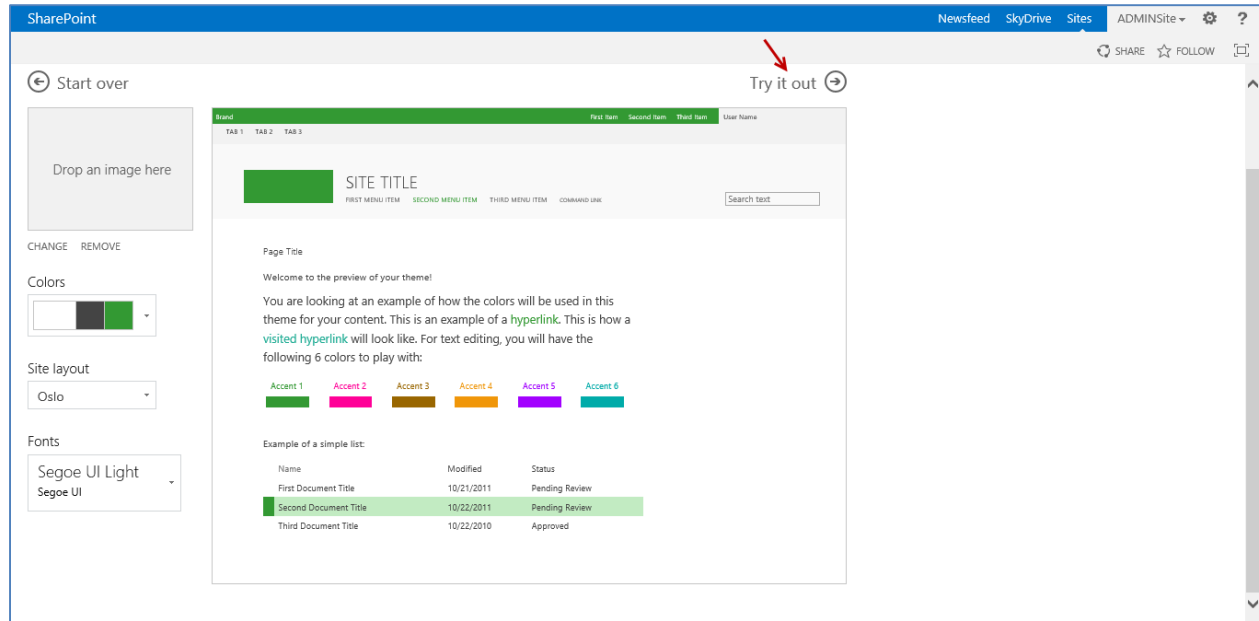 SharePoint
Newsfeed SkyDrive Sites ADMINSite ?
SHARE FOLLOW
Start over
Try it out
Drop an image here
CHANGE REMOVE
Colors
Site layout
Oslo
Fonts
Segoe UI Light
Segoe UI
Brand First Item Second Item Third Item User Name
TAB 1 TAB 2 TAB 3
SITE TITLE
FIRST MENU ITEM SECOND MENU ITEM THIRD MENU ITEM COMMAND LINK
Search text
Page Title
Welcome to the preview of your theme!
You are looking at an example of how the colors will be used in this
theme for your content. This is an example of a hyperlink. This is how a
visited hyperlink will look like. For text editing, you will have the
following 6 colors to play with:
Accent 1 Accent 2 Accent 3 Accent 4 Accent 5 Accent 6
Example of a simple list:
Name Modified Status
First Document Title 10/21/2011 Pending Review
Second Document Title 10/22/2011 Pending Review
Third Document Title 10/22/2010 Approved